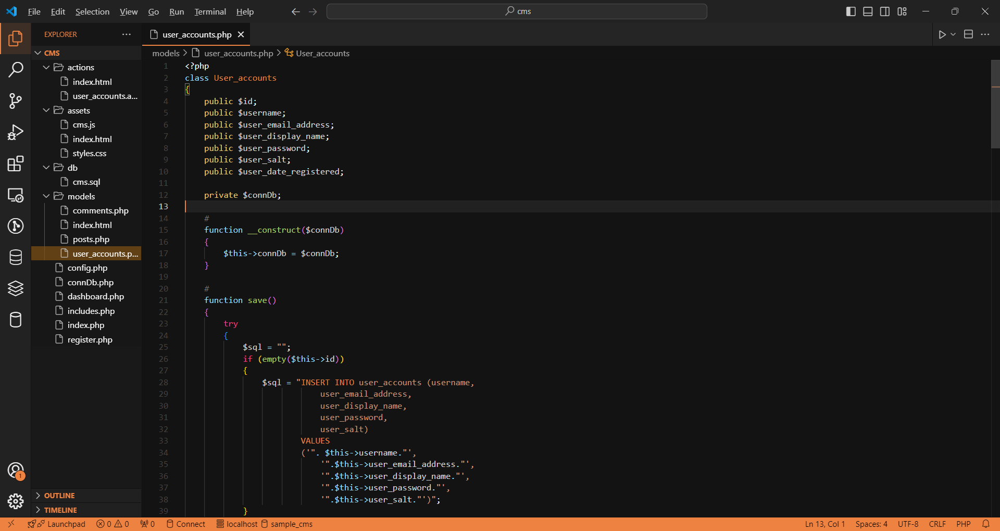 File Edit Selection View Go Run Terminal Help
cms
EXPLORER
CMS
actions
index.html
user_accounts.a...
assets
cms.js
index.html
styles.css
db
cms.sql
models
comments.php
index.html
posts.php
user_accounts.p...
config.php
connDb.php
dashboard.php
includes.php
index.php
register.php
OUTLINE
TIMELINE
1
user_accounts.php
models > user_accounts.php > User_accounts
1 <?php
2 class User_accounts
3 {
4 public $id;
5 public $username;
6 public $user_email_address;
7 public $user_display_name;
8 public $user_password;
9 public $user_salt;
10 public $user_date_registered;
11
12 private $connDb;
13
14 #
15 function __construct($connDb)
16 {
17 $this->connDb = $connDb;
18 }
19
20 #
21 function save()
22 {
23 try
24 {
25 $sql = "";
26 if (empty($this->id))
27 {
28 $sql = "INSERT INTO user_accounts (username,
29 user_email_address,
30 user_display_name,
31 user_password,
32 user_salt)
33 VALUES
34 ('". $this->username."',
35 '".$this->user_email_address."',
36 '".$this->user_display_name."',
37 '".$this->user_password."',
38 '".$this->user_salt."')";
39 }
Launchpad 0 0 0 Connect localhost sample_cms Ln 13, Col 1 Spaces: 4 UTF-8 CRLF PHP